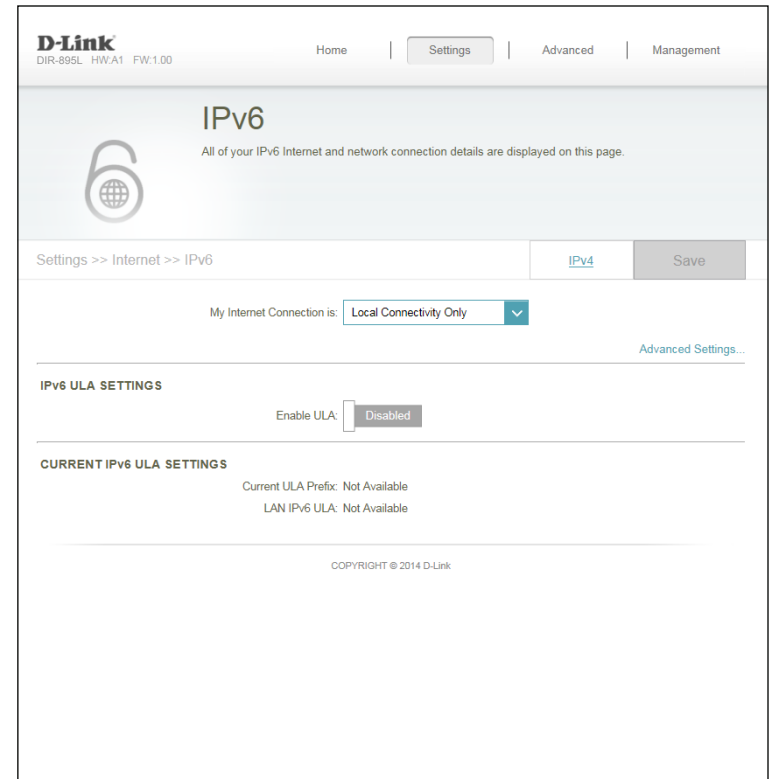 D-Link
DIR-895L HW:A1 FW:1.00
Home | Settings | Advanced | Management
IPv6
All of your IPv6 Internet and network connection details are displayed on this page.
Settings >> Internet >> IPv6
IPv4
Save
My Internet Connection is: Local Connectivity Only
Advanced Settings...
IPv6 ULA SETTINGS
Enable ULA: Disabled
CURRENT IPv6 ULA SETTINGS
Current ULA Prefix: Not Available
LAN IPv6 ULA: Not Available
COPYRIGHT © 2014 D-Link